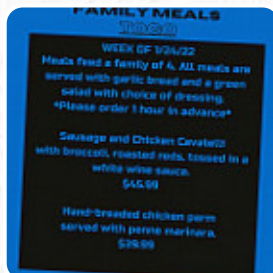 FAMILY MEALS
TOGO
WEEK OF 1/24/22
Meals feed a family of 4. All meals are
served with garlic bread and a green
salad with choice of dressing.
*Please order 1 hour in advance*
Sausage and Chicken Cavatelli
with broccoli, roasted reds, tossed in a
white wine sauce.
$45.99
Hand-breaded chicken parm
served with penne marinara.
$39.99